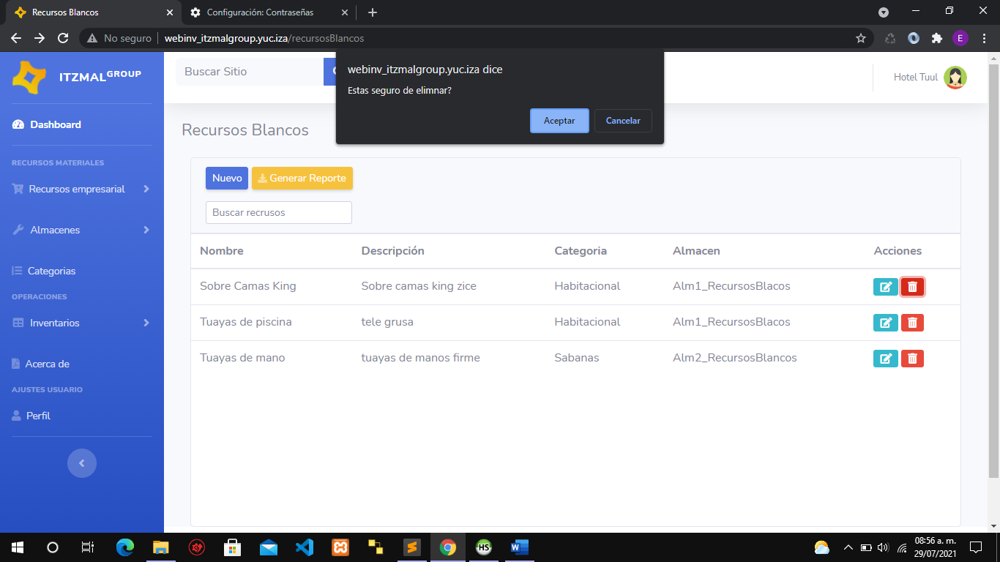 Recursos Blancos
Configuración: Contraseñas
No seguro
webinv_itzmalgroup.yuc.iza/recursosBlancos
E
ITZMALGROUP
Buscar Sitio
webinv_itzmalgroup.yuc.iza dice
Estas seguro de elimnar?
Aceptar
Cancelar
Hotel Tuul
Dashboard
RECURSOS MATERIALES
Recursos empresarial
Almacenes
Categorias
OPERACIONES
Inventarios
Acerca de
AJUSTES USUARIO
Perfil
Recursos Blancos
Nuevo
Generar Reporte
Buscar recrusos
Nombre Descripción Categoria Almacen Acciones
Sobre Camas King Sobre camas king zice Habitacional Alm1_RecursosBlacos
Tuayas de piscina tele grusa Habitacional Alm1_RecursosBlacos
Tuayas de mano tuayas de manos firme Sabanas Alm2_RecursosBlancos
HS
W
08:56 a. m.
29/07/2021